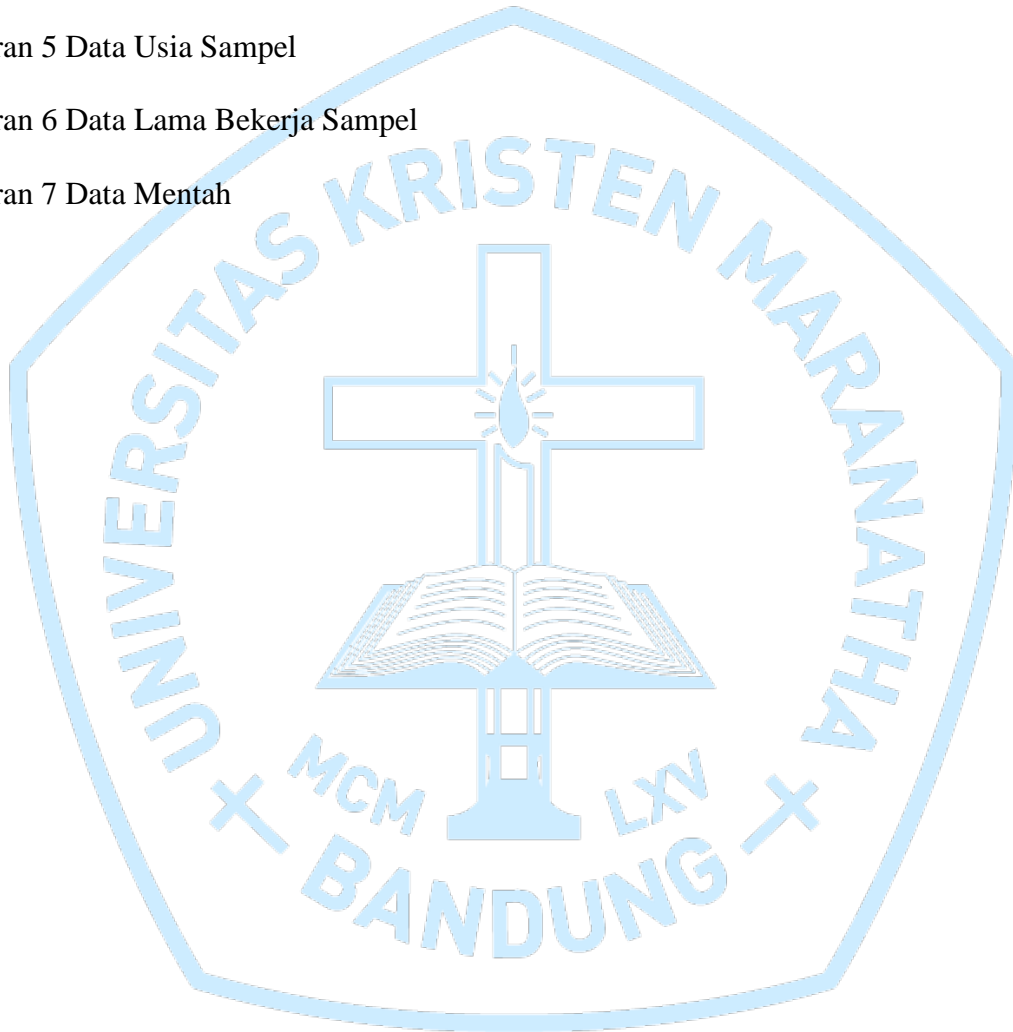 ran 5 Data Usia Sampel
ran 6 Data Lama Bekerja Sampel
ran 7 Data Mentah
UNIVERSITAS KRISTEN MARANATHA
MCM LXV
BANDUNG